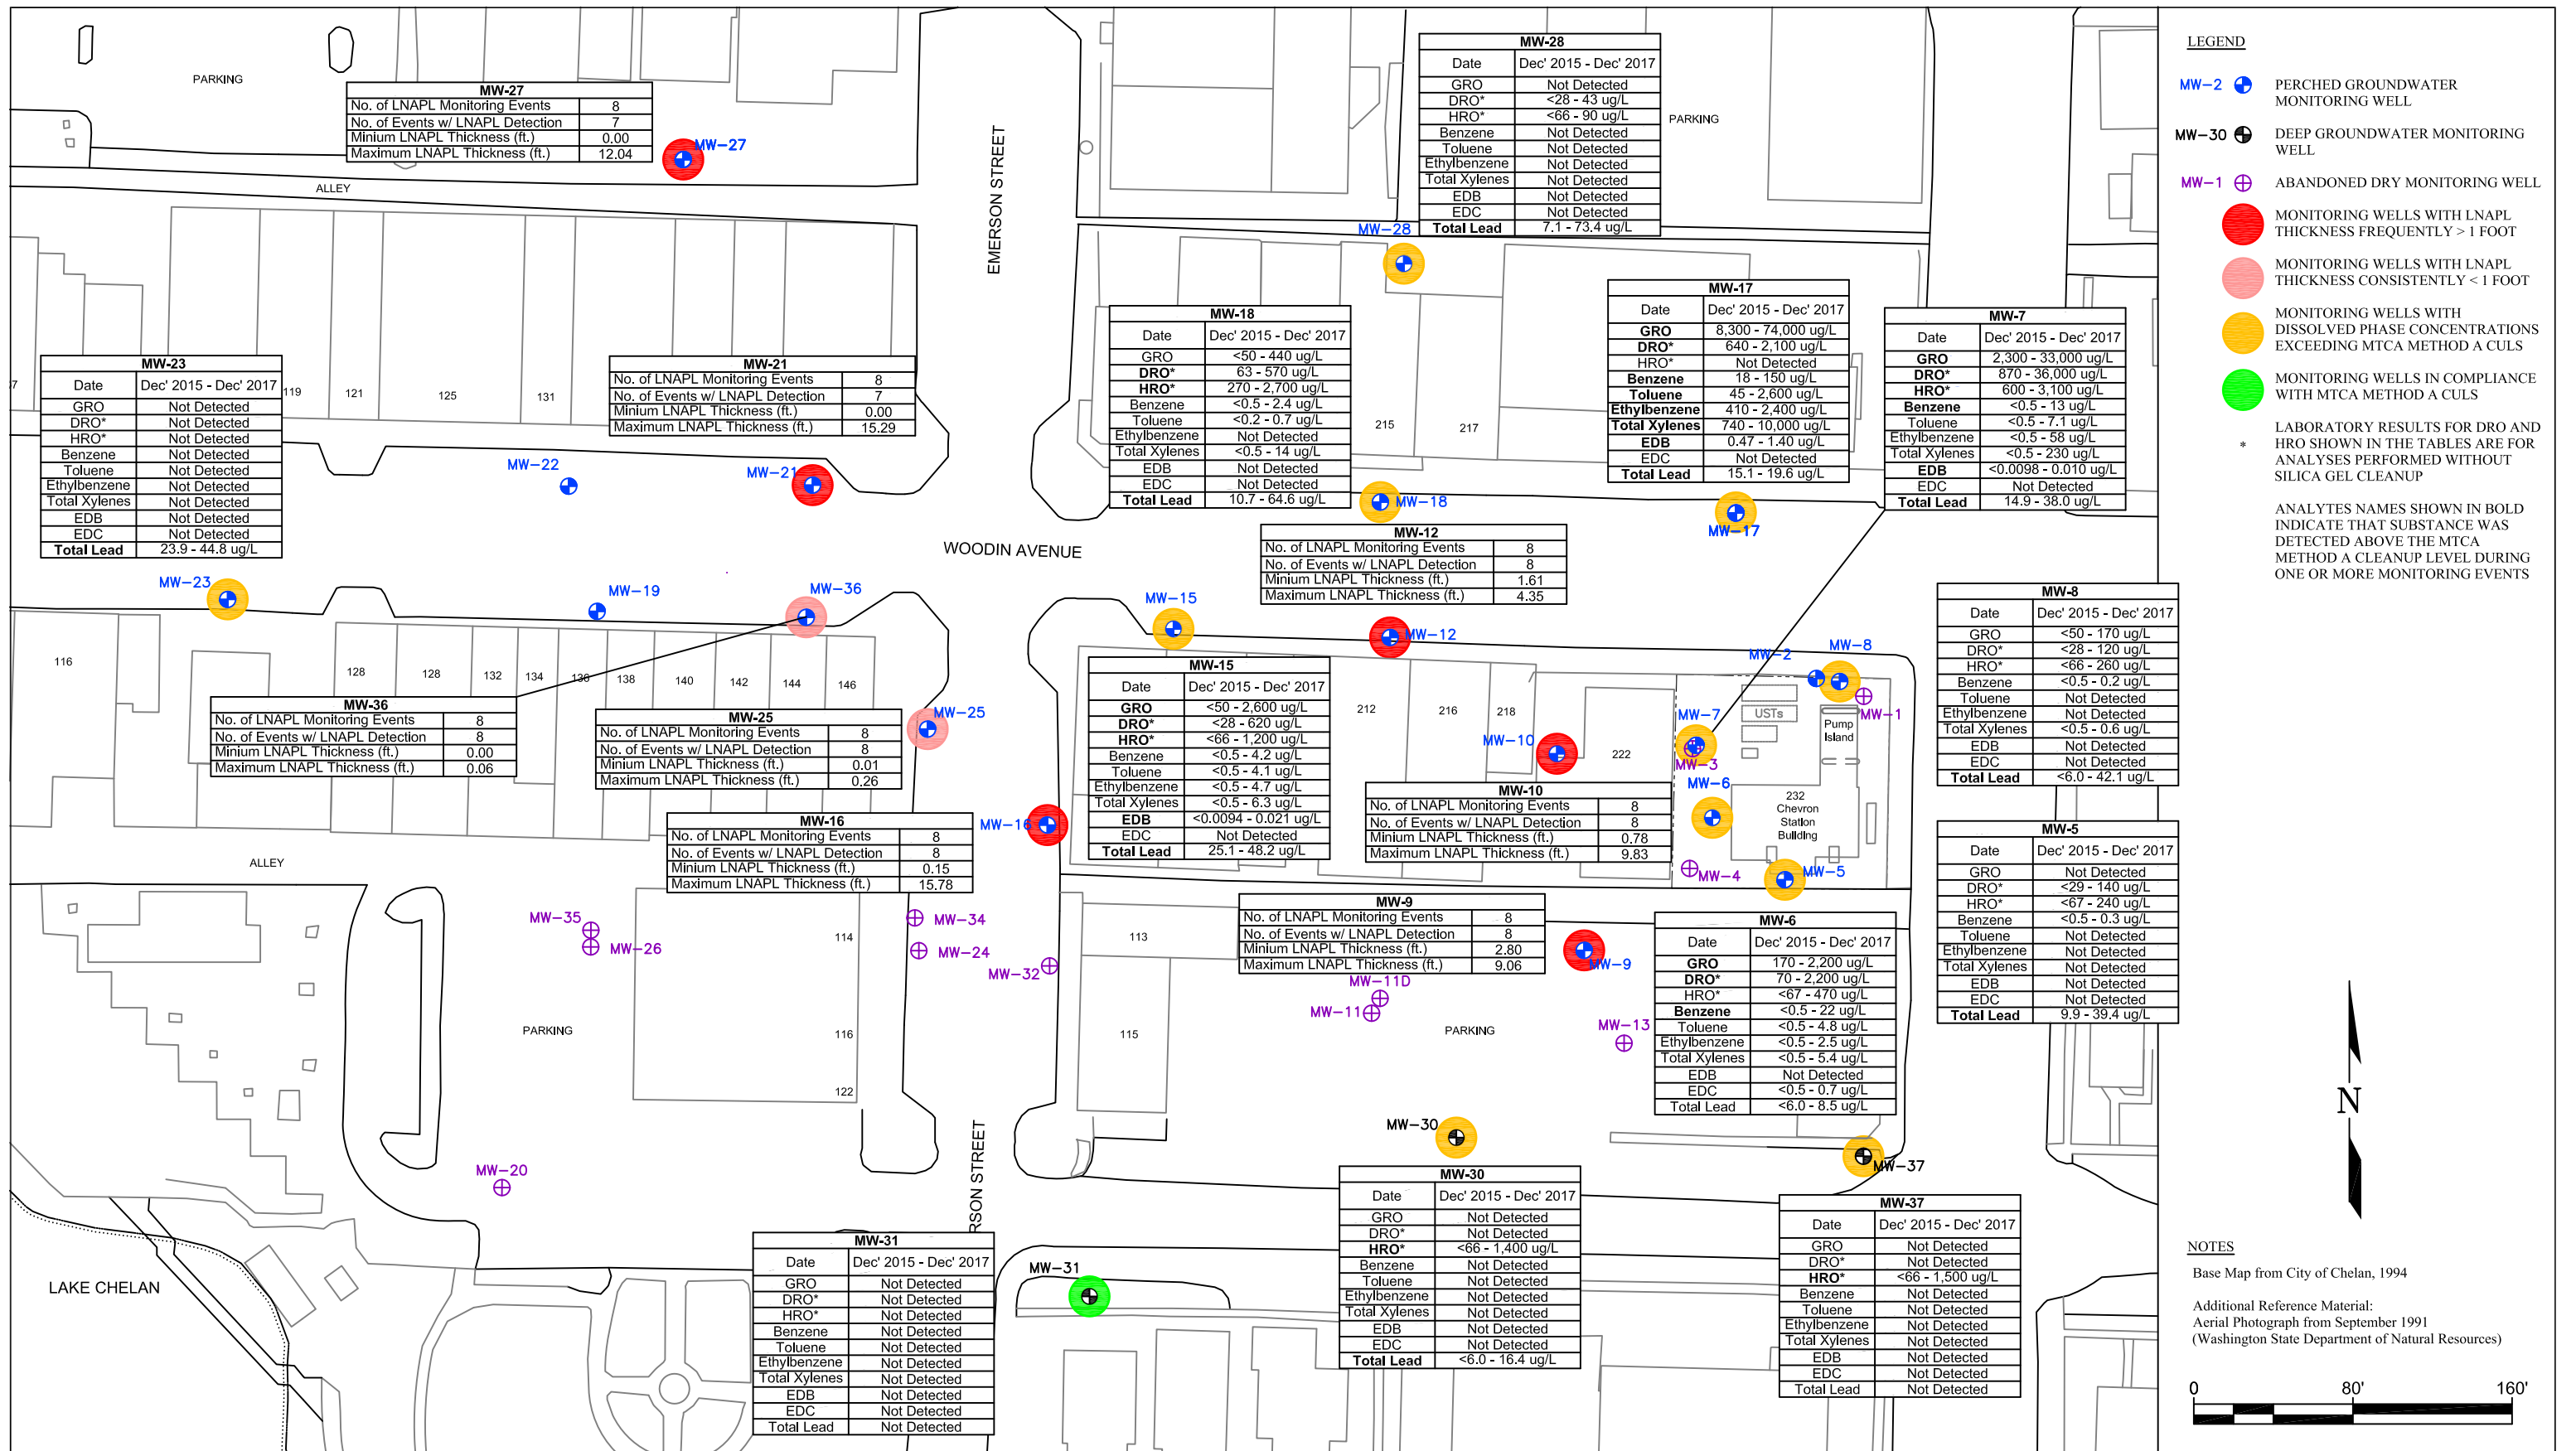 PARKING
MW-27
No. of LNAPL Monitoring Events 8
No. of Events w/ LNAPL Detection 7
Minium LNAPL Thickness (ft.) 0.00
Maximum LNAPL Thickness (ft.) 12.04
MW-27
ALLEY
EMERSON STREET
MW-28
Date Dec' 2015 - Dec' 2017
GRO Not Detected
DRO* <28 - 43 ug/L
HRO* <66 - 90 ug/L
Benzene Not Detected
Toluene Not Detected
Ethylbenzene Not Detected
Total Xylenes Not Detected
EDB Not Detected
EDC Not Detected
Total Lead 7.1 - 73.4 ug/L
PARKING
MW-28
MW-18
Date Dec' 2015 - Dec' 2017
GRO <50 - 440 ug/L
DRO* 63 - 570 ug/L
HRO* 270 - 2,700 ug/L
Benzene <0.5 - 2.4 ug/L
Toluene <0.2 - 0.7 ug/L
Ethylbenzene Not Detected
Total Xylenes <0.5 - 14 ug/L
EDB Not Detected
EDC Not Detected
Total Lead 10.7 - 64.6 ug/L
MW-17
Date Dec' 2015 - Dec' 2017
GRO 8,300 - 74,000 ug/L
DRO* 640 - 2,100 ug/L
HRO* Not Detected
Benzene 18 - 150 ug/L
Toluene 45 - 2,600 ug/L
Ethylbenzene 410 - 2,400 ug/L
Total Xylenes 740 - 10,000 ug/L
EDB 0.47 - 1.40 ug/L
EDC Not Detected
Total Lead 15.1 - 19.6 ug/L
MW-7
Date Dec' 2015 - Dec' 2017
GRO 2,300 - 33,000 ug/L
DRO* 870 - 36,000 ug/L
HRO* 600 - 3,100 ug/L
Benzene <0.5 - 13 ug/L
Toluene <0.5 - 7.1 ug/L
Ethylbenzene <0.5 - 58 ug/L
Total Xylenes <0.5 - 230 ug/L
EDB <0.0098 - 0.010 ug/L
EDC Not Detected
Total Lead 14.9 - 38.0 ug/L
MW-23
Date Dec' 2015 - Dec' 2017
GRO Not Detected
DRO* Not Detected
HRO* Not Detected
Benzene Not Detected
Toluene Not Detected
Ethylbenzene Not Detected
Total Xylenes Not Detected
EDB Not Detected
EDC Not Detected
Total Lead 23.9 - 44.8 ug/L
7
119
121
125
131
MW-21
No. of LNAPL Monitoring Events 8
No. of Events w/ LNAPL Detection 7
Minium LNAPL Thickness (ft.) 0.00
Maximum LNAPL Thickness (ft.) 15.29
215
217
MW-22
MW-21
MW-18
MW-17
WOODIN AVENUE
MW-12
No. of LNAPL Monitoring Events 8
No. of Events w/ LNAPL Detection 8
Minium LNAPL Thickness (ft.) 1.61
Maximum LNAPL Thickness (ft.) 4.35
MW-23
MW-19
MW-36
MW-15
MW-12
MW-2
MW-8
MW-1
MW-8
Date Dec' 2015 - Dec' 2017
GRO <50 - 170 ug/L
DRO* <28 - 120 ug/L
HRO* <66 - 260 ug/L
Benzene <0.5 - 0.2 ug/L
Toluene Not Detected
Ethylbenzene Not Detected
Total Xylenes <0.5 - 0.6 ug/L
EDB Not Detected
EDC Not Detected
Total Lead <6.0 - 42.1 ug/L
116
128
128
132
134
136
138
140
142
144
146
MW-36
No. of LNAPL Monitoring Events 8
No. of Events w/ LNAPL Detection 8
Minium LNAPL Thickness (ft.) 0.00
Maximum LNAPL Thickness (ft.) 0.06
MW-25
No. of LNAPL Monitoring Events 8
No. of Events w/ LNAPL Detection 8
Minium LNAPL Thickness (ft.) 0.01
Maximum LNAPL Thickness (ft.) 0.26
MW-25
MW-15
Date Dec' 2015 - Dec' 2017
GRO <50 - 2,600 ug/L
DRO* <28 - 620 ug/L
HRO* <66 - 1,200 ug/L
Benzene <0.5 - 4.2 ug/L
Toluene <0.5 - 4.1 ug/L
Ethylbenzene <0.5 - 4.7 ug/L
Total Xylenes <0.5 - 6.3 ug/L
EDB <0.0094 - 0.021 ug/L
EDC Not Detected
Total Lead 25.1 - 48.2 ug/L
212
216
218
222
MW-10
MW-7
MW-3
MW-6
MW-4
MW-5
USTs
Pump
Island
232
Chevron
Station
Building
MW-10
No. of LNAPL Monitoring Events 8
No. of Events w/ LNAPL Detection 8
Minium LNAPL Thickness (ft.) 0.78
Maximum LNAPL Thickness (ft.) 9.83
MW-16
No. of LNAPL Monitoring Events 8
No. of Events w/ LNAPL Detection 8
Minium LNAPL Thickness (ft.) 0.15
Maximum LNAPL Thickness (ft.) 15.78
MW-16
ALLEY
MW-5
Date Dec' 2015 - Dec' 2017
GRO Not Detected
DRO* <29 - 140 ug/L
HRO* <67 - 240 ug/L
Benzene <0.5 - 0.3 ug/L
Toluene Not Detected
Ethylbenzene Not Detected
Total Xylenes Not Detected
EDB Not Detected
EDC Not Detected
Total Lead 9.9 - 39.4 ug/L
MW-35
MW-26
MW-34
MW-24
MW-32
114
116
122
113
115
MW-9
No. of LNAPL Monitoring Events 8
No. of Events w/ LNAPL Detection 8
Minium LNAPL Thickness (ft.) 2.80
Maximum LNAPL Thickness (ft.) 9.06
MW-9
MW-11D
MW-11
MW-13
PARKING
PARKING
MW-6
Date Dec' 2015 - Dec' 2017
GRO 170 - 2,200 ug/L
DRO* 70 - 2,200 ug/L
HRO* <67 - 470 ug/L
Benzene <0.5 - 22 ug/L
Toluene <0.5 - 4.8 ug/L
Ethylbenzene <0.5 - 2.5 ug/L
Total Xylenes <0.5 - 5.4 ug/L
EDB Not Detected
EDC <0.5 - 0.7 ug/L
Total Lead <6.0 - 8.5 ug/L
MW-30
MW-37
MW-20
RSON STREET
MW-30
Date Dec' 2015 - Dec' 2017
GRO Not Detected
DRO* Not Detected
HRO* <66 - 1,400 ug/L
Benzene Not Detected
Toluene Not Detected
Ethylbenzene Not Detected
Total Xylenes Not Detected
EDB Not Detected
EDC Not Detected
Total Lead <6.0 - 16.4 ug/L
MW-37
Date Dec' 2015 - Dec' 2017
GRO Not Detected
DRO* Not Detected
HRO* <66 - 1,500 ug/L
Benzene Not Detected
Toluene Not Detected
Ethylbenzene Not Detected
Total Xylenes Not Detected
EDB Not Detected
EDC Not Detected
Total Lead Not Detected
MW-31
Date Dec' 2015 - Dec' 2017
GRO Not Detected
DRO* Not Detected
HRO* Not Detected
Benzene Not Detected
Toluene Not Detected
Ethylbenzene Not Detected
Total Xylenes Not Detected
EDB Not Detected
EDC Not Detected
Total Lead Not Detected
MW-31
LAKE CHELAN
LEGEND
MW-2 PERCHED GROUNDWATER
MONITORING WELL
MW-30 DEEP GROUNDWATER MONITORING
WELL
MW-1 ABANDONED DRY MONITORING WELL
MONITORING WELLS WITH LNAPL
THICKNESS FREQUENTLY > 1 FOOT
MONITORING WELLS WITH LNAPL
THICKNESS CONSISTENTLY < 1 FOOT
MONITORING WELLS WITH
DISSOLVED PHASE CONCENTRATIONS
EXCEEDING MTCA METHOD A CULS
MONITORING WELLS IN COMPLIANCE
WITH MTCA METHOD A CULS
* LABORATORY RESULTS FOR DRO AND
HRO SHOWN IN THE TABLES ARE FOR
ANALYSES PERFORMED WITHOUT
SILICA GEL CLEANUP
ANALYTES NAMES SHOWN IN BOLD
INDICATE THAT SUBSTANCE WAS
DETECTED ABOVE THE MTCA
METHOD A CLEANUP LEVEL DURING
ONE OR MORE MONITORING EVENTS
N
NOTES
Base Map from City of Chelan, 1994
Additional Reference Material:
Aerial Photograph from September 1991
(Washington State Department of Natural Resources)
0 80' 160'